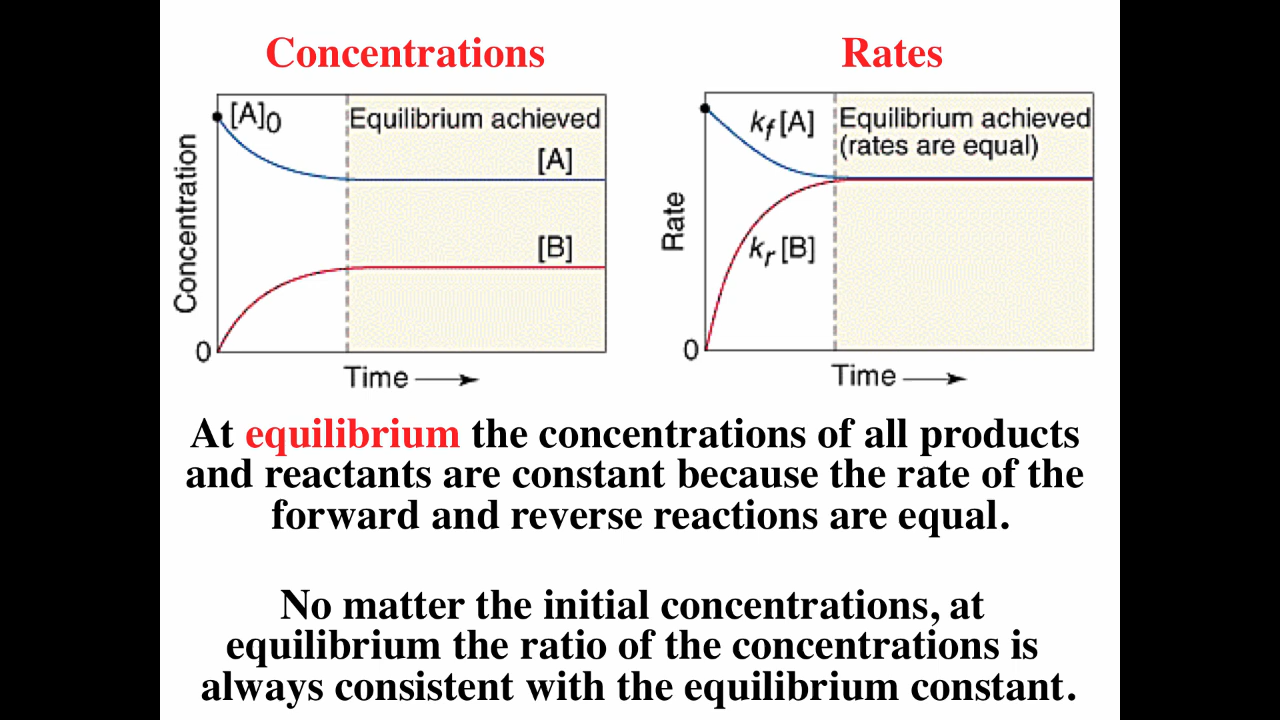 Concentrations
Rates
[A]0
Equilibrium achieved
[A]
[B]
Concentration
0
Time
kf[A]
Equilibrium achieved
(rates are equal)
kr[B]
Rate
0
Time
At equilibrium the concentrations of all products
and reactants are constant because the rate of the
forward and reverse reactions are equal.
No matter the initial concentrations, at
equilibrium the ratio of the concentrations is
always consistent with the equilibrium constant.